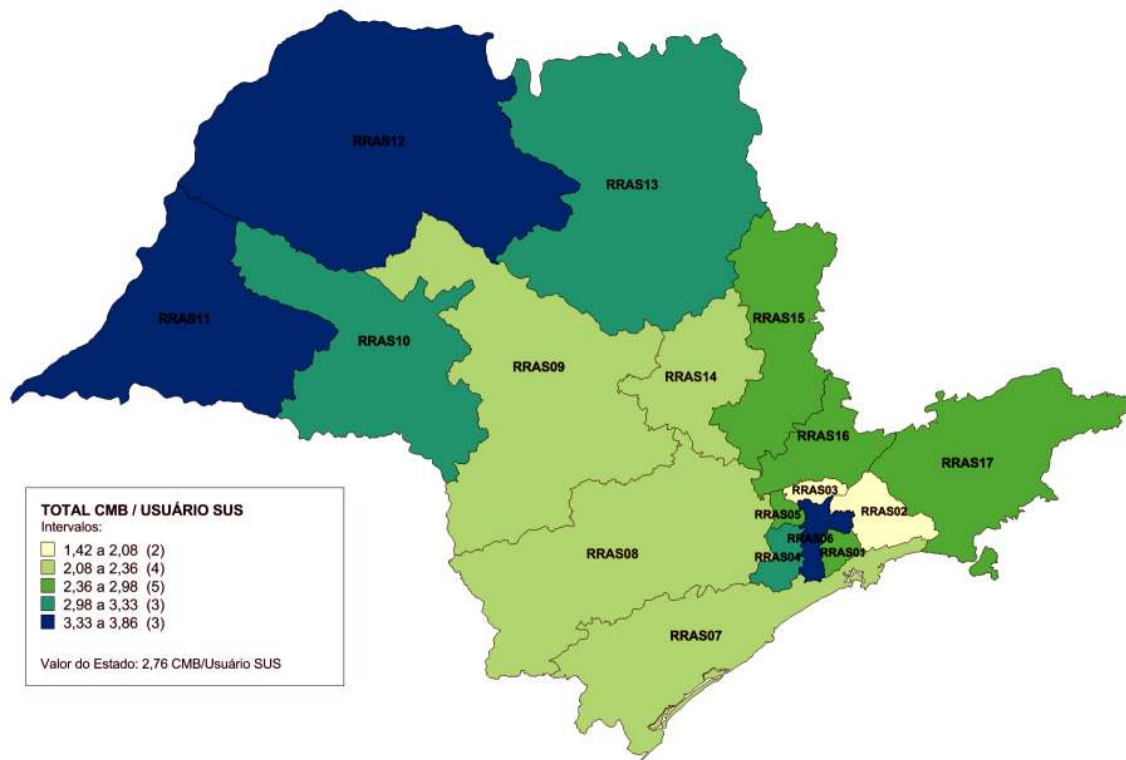 RRAS12
RRAS13
RRAS11
RRAS10
RRAS15
RRAS09
RRAS14
RRAS16
RRAS17
RRAS03
RRAS02
RRAS05
RRAS06
RRAS04
RRAS01
RRAS08
RRAS07
TOTAL CMB / USUÁRIO SUS
Intervalos:
1,42 a 2,08 (2)
2,08 a 2,36 (4)
2,36 a 2,98 (5)
2,98 a 3,33 (3)
3,33 a 3,86 (3)
Valor do Estado: 2,76 CMB/Usuário SUS